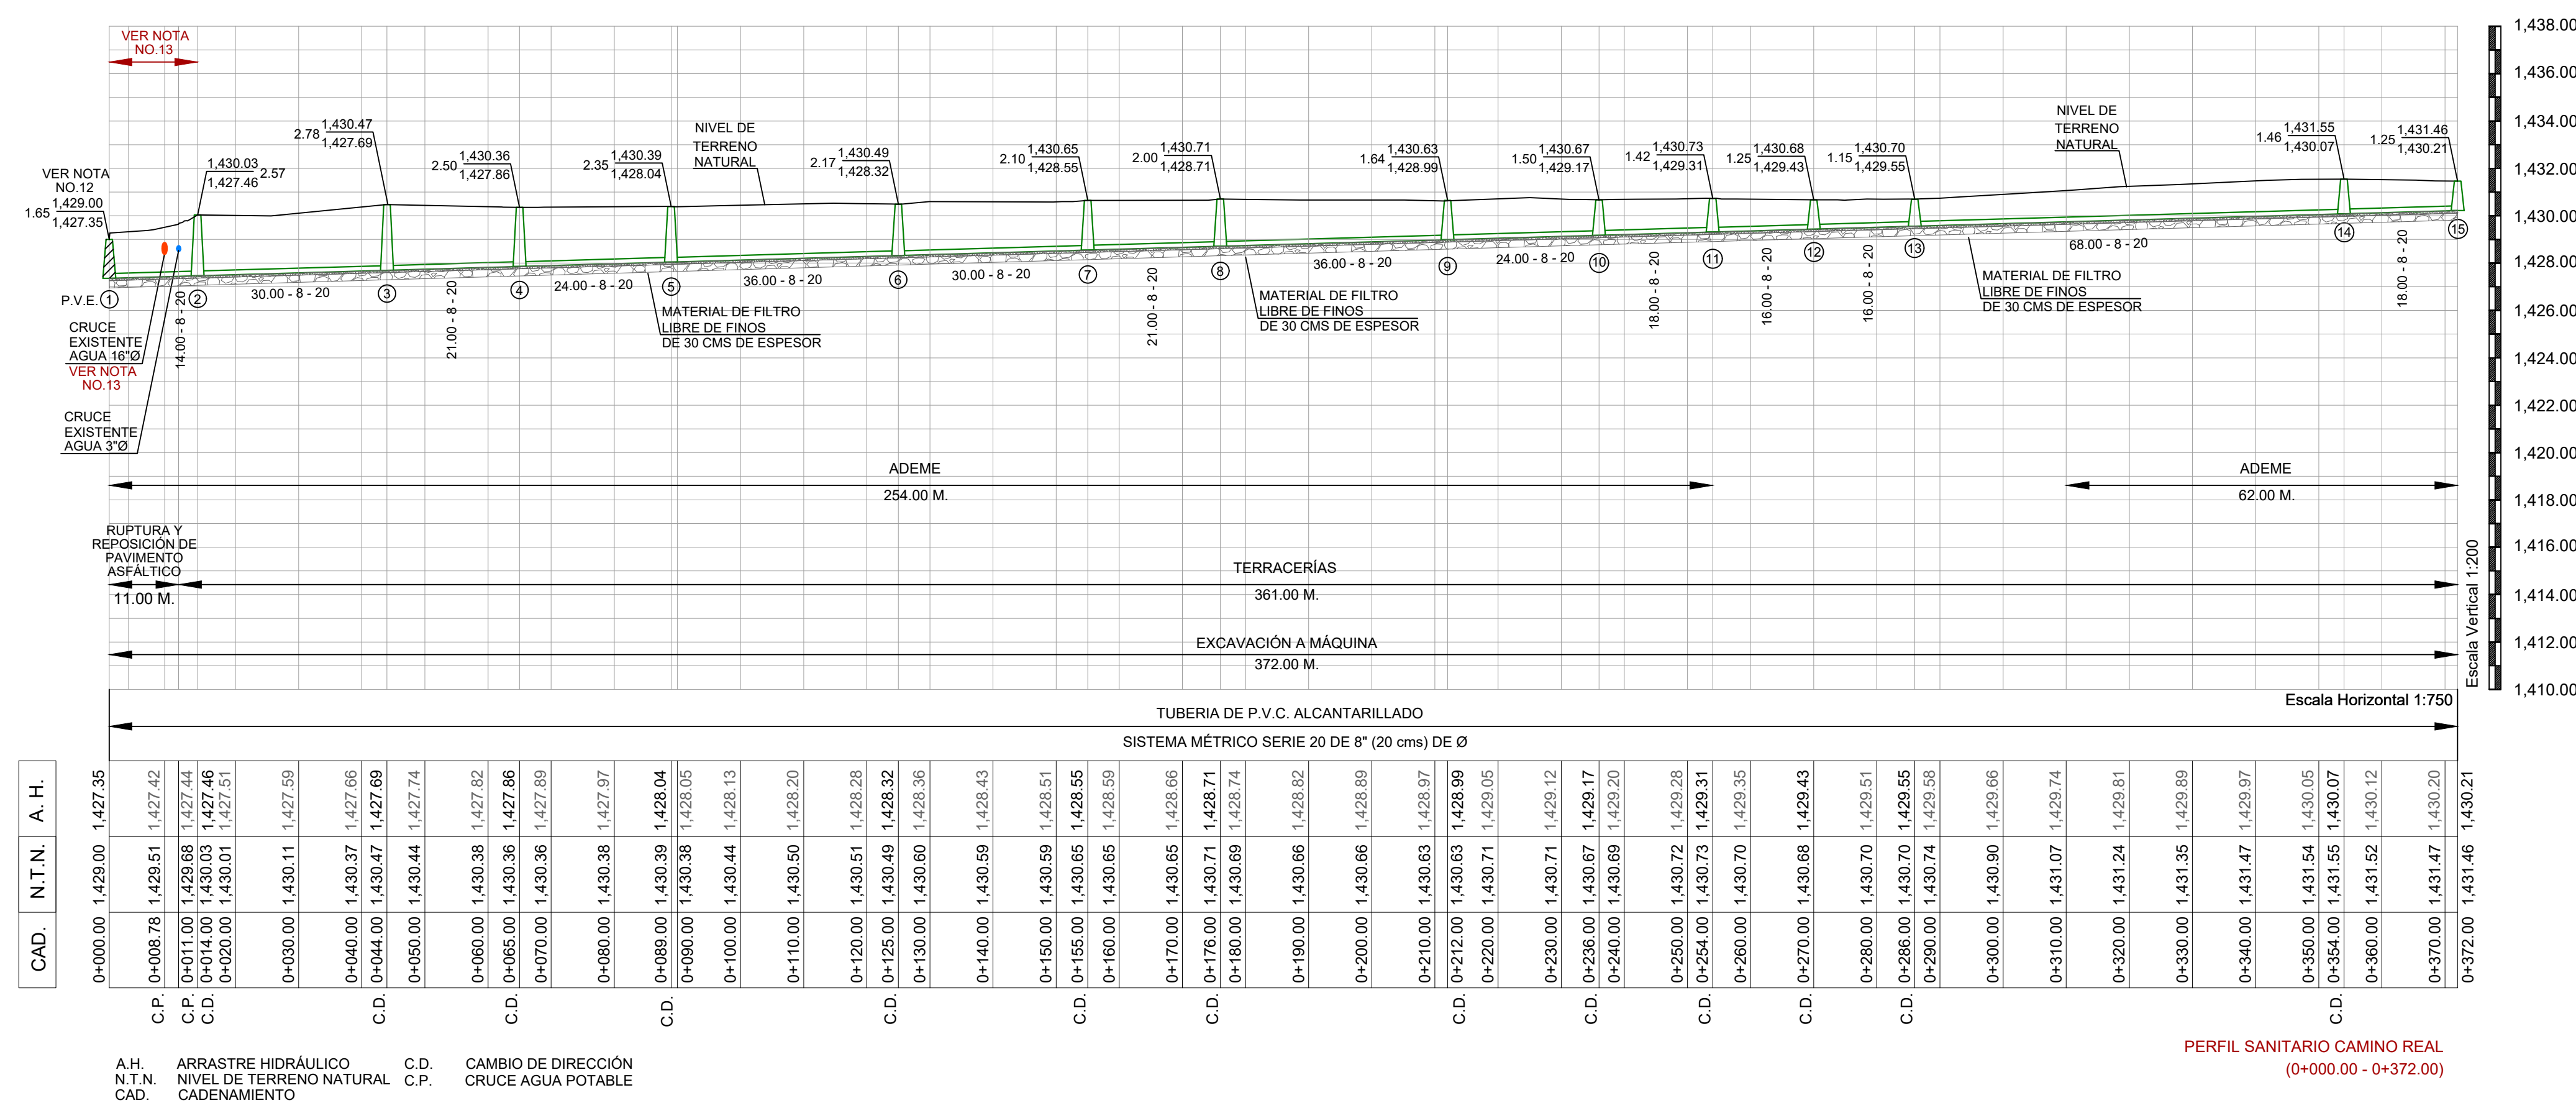 VER NOTA
NO.13
VER NOTA
NO.12
1.65 1,429.00
1,427.35
1,430.03
1,427.46 2.57
2.78 1,430.47
1,427.69
2.50 1,430.36
1,427.86
2.35 1,430.39
1,428.04
NIVEL DE
TERRENO
NATURAL
2.17 1,430.49
1,428.32
2.10 1,430.65
1,428.55
2.00 1,430.71
1,428.71
1.64 1,430.63
1,428.99
1.50 1,430.67
1,429.17
1.42 1,430.73
1,429.31
1.25 1,430.68
1,429.43
1.15 1,430.70
1,429.55
NIVEL DE
TERRENO
NATURAL
1.46 1,431.55
1,430.07
1.25 1,431.46
1,430.21
1,438.00
1,436.00
1,434.00
1,432.00
1,430.00
1,428.00
1,426.00
1,424.00
1,422.00
1,420.00
1,418.00
1,416.00
1,414.00
1,412.00
1,410.00
Escala Vertical 1:200
P.V.E. 1 2 3 4 5 6 7 8 9 10 11 12 13 14 15
14.00 - 8 - 20
30.00 - 8 - 20
21.00 - 8 - 20
24.00 - 8 - 20
36.00 - 8 - 20
30.00 - 8 - 20
21.00 - 8 - 20
36.00 - 8 - 20
24.00 - 8 - 20
18.00 - 8 - 20
16.00 - 8 - 20
16.00 - 8 - 20
68.00 - 8 - 20
18.00 - 8 - 20
CRUCE
EXISTENTE
AGUA 16"Ø
VER NOTA
NO.13
CRUCE
EXISTENTE
AGUA 3"Ø
MATERIAL DE FILTRO
LIBRE DE FINOS
DE 30 CMS DE ESPESOR
MATERIAL DE FILTRO
LIBRE DE FINOS
DE 30 CMS DE ESPESOR
MATERIAL DE FILTRO
LIBRE DE FINOS
DE 30 CMS DE ESPESOR
ADEME
254.00 M.
ADEME
62.00 M.
RUPTURA Y
REPOSICIÓN DE
PAVIMENTO
ASFÁLTICO
11.00 M.
TERRACERÍAS
361.00 M.
EXCAVACIÓN A MÁQUINA
372.00 M.
Escala Horizontal 1:750
TUBERIA DE P.V.C. ALCANTARILLADO
SISTEMA MÉTRICO SERIE 20 DE 8" (20 cms) DE Ø
A. H. 1,427.35 1,427.42 1,427.44 1,427.46 1,427.51 1,427.59 1,427.66 1,427.69 1,427.74 1,427.82 1,427.86 1,427.89 1,427.97 1,428.04 1,428.05 1,428.13 1,428.20 1,428.28 1,428.32 1,428.36 1,428.43 1,428.51 1,428.55 1,428.59 1,428.66 1,428.71 1,428.74 1,428.82 1,428.89 1,428.97 1,428.99 1,429.05 1,429.12 1,429.17 1,429.20 1,429.28 1,429.31 1,429.35 1,429.43 1,429.51 1,429.55 1,429.58 1,429.66 1,429.74 1,429.81 1,429.89 1,429.97 1,430.05 1,430.07 1,430.12 1,430.20 1,430.21
N.T.N. 1,429.00 1,429.51 1,429.68 1,430.03 1,430.01 1,430.11 1,430.37 1,430.47 1,430.44 1,430.38 1,430.36 1,430.36 1,430.38 1,430.39 1,430.38 1,430.44 1,430.50 1,430.51 1,430.49 1,430.60 1,430.59 1,430.59 1,430.65 1,430.65 1,430.65 1,430.71 1,430.69 1,430.66 1,430.66 1,430.63 1,430.63 1,430.71 1,430.71 1,430.67 1,430.69 1,430.72 1,430.73 1,430.70 1,430.68 1,430.70 1,430.70 1,430.74 1,430.90 1,431.07 1,431.24 1,431.35 1,431.47 1,431.54 1,431.55 1,431.52 1,431.47 1,431.46
CAD. 0+000.00 0+008.78 0+011.00 0+014.00 0+020.00 0+030.00 0+040.00 0+044.00 0+050.00 0+060.00 0+065.00 0+070.00 0+080.00 0+089.00 0+090.00 0+100.00 0+110.00 0+120.00 0+125.00 0+130.00 0+140.00 0+150.00 0+155.00 0+160.00 0+170.00 0+176.00 0+180.00 0+190.00 0+200.00 0+210.00 0+212.00 0+220.00 0+230.00 0+236.00 0+240.00 0+250.00 0+254.00 0+260.00 0+270.00 0+280.00 0+286.00 0+290.00 0+300.00 0+310.00 0+320.00 0+330.00 0+340.00 0+350.00 0+354.00 0+360.00 0+370.00 0+372.00
C.P. C.P. C.D. C.D. C.D. C.D. C.D. C.D. C.D. C.D. C.D. C.D. C.D. C.D. C.D.
A.H. ARRASTRE HIDRÁULICO C.D. CAMBIO DE DIRECCIÓN
N.T.N. NIVEL DE TERRENO NATURAL C.P. CRUCE AGUA POTABLE
CAD. CADENAMIENTO
PERFIL SANITARIO CAMINO REAL
(0+000.00 - 0+372.00)